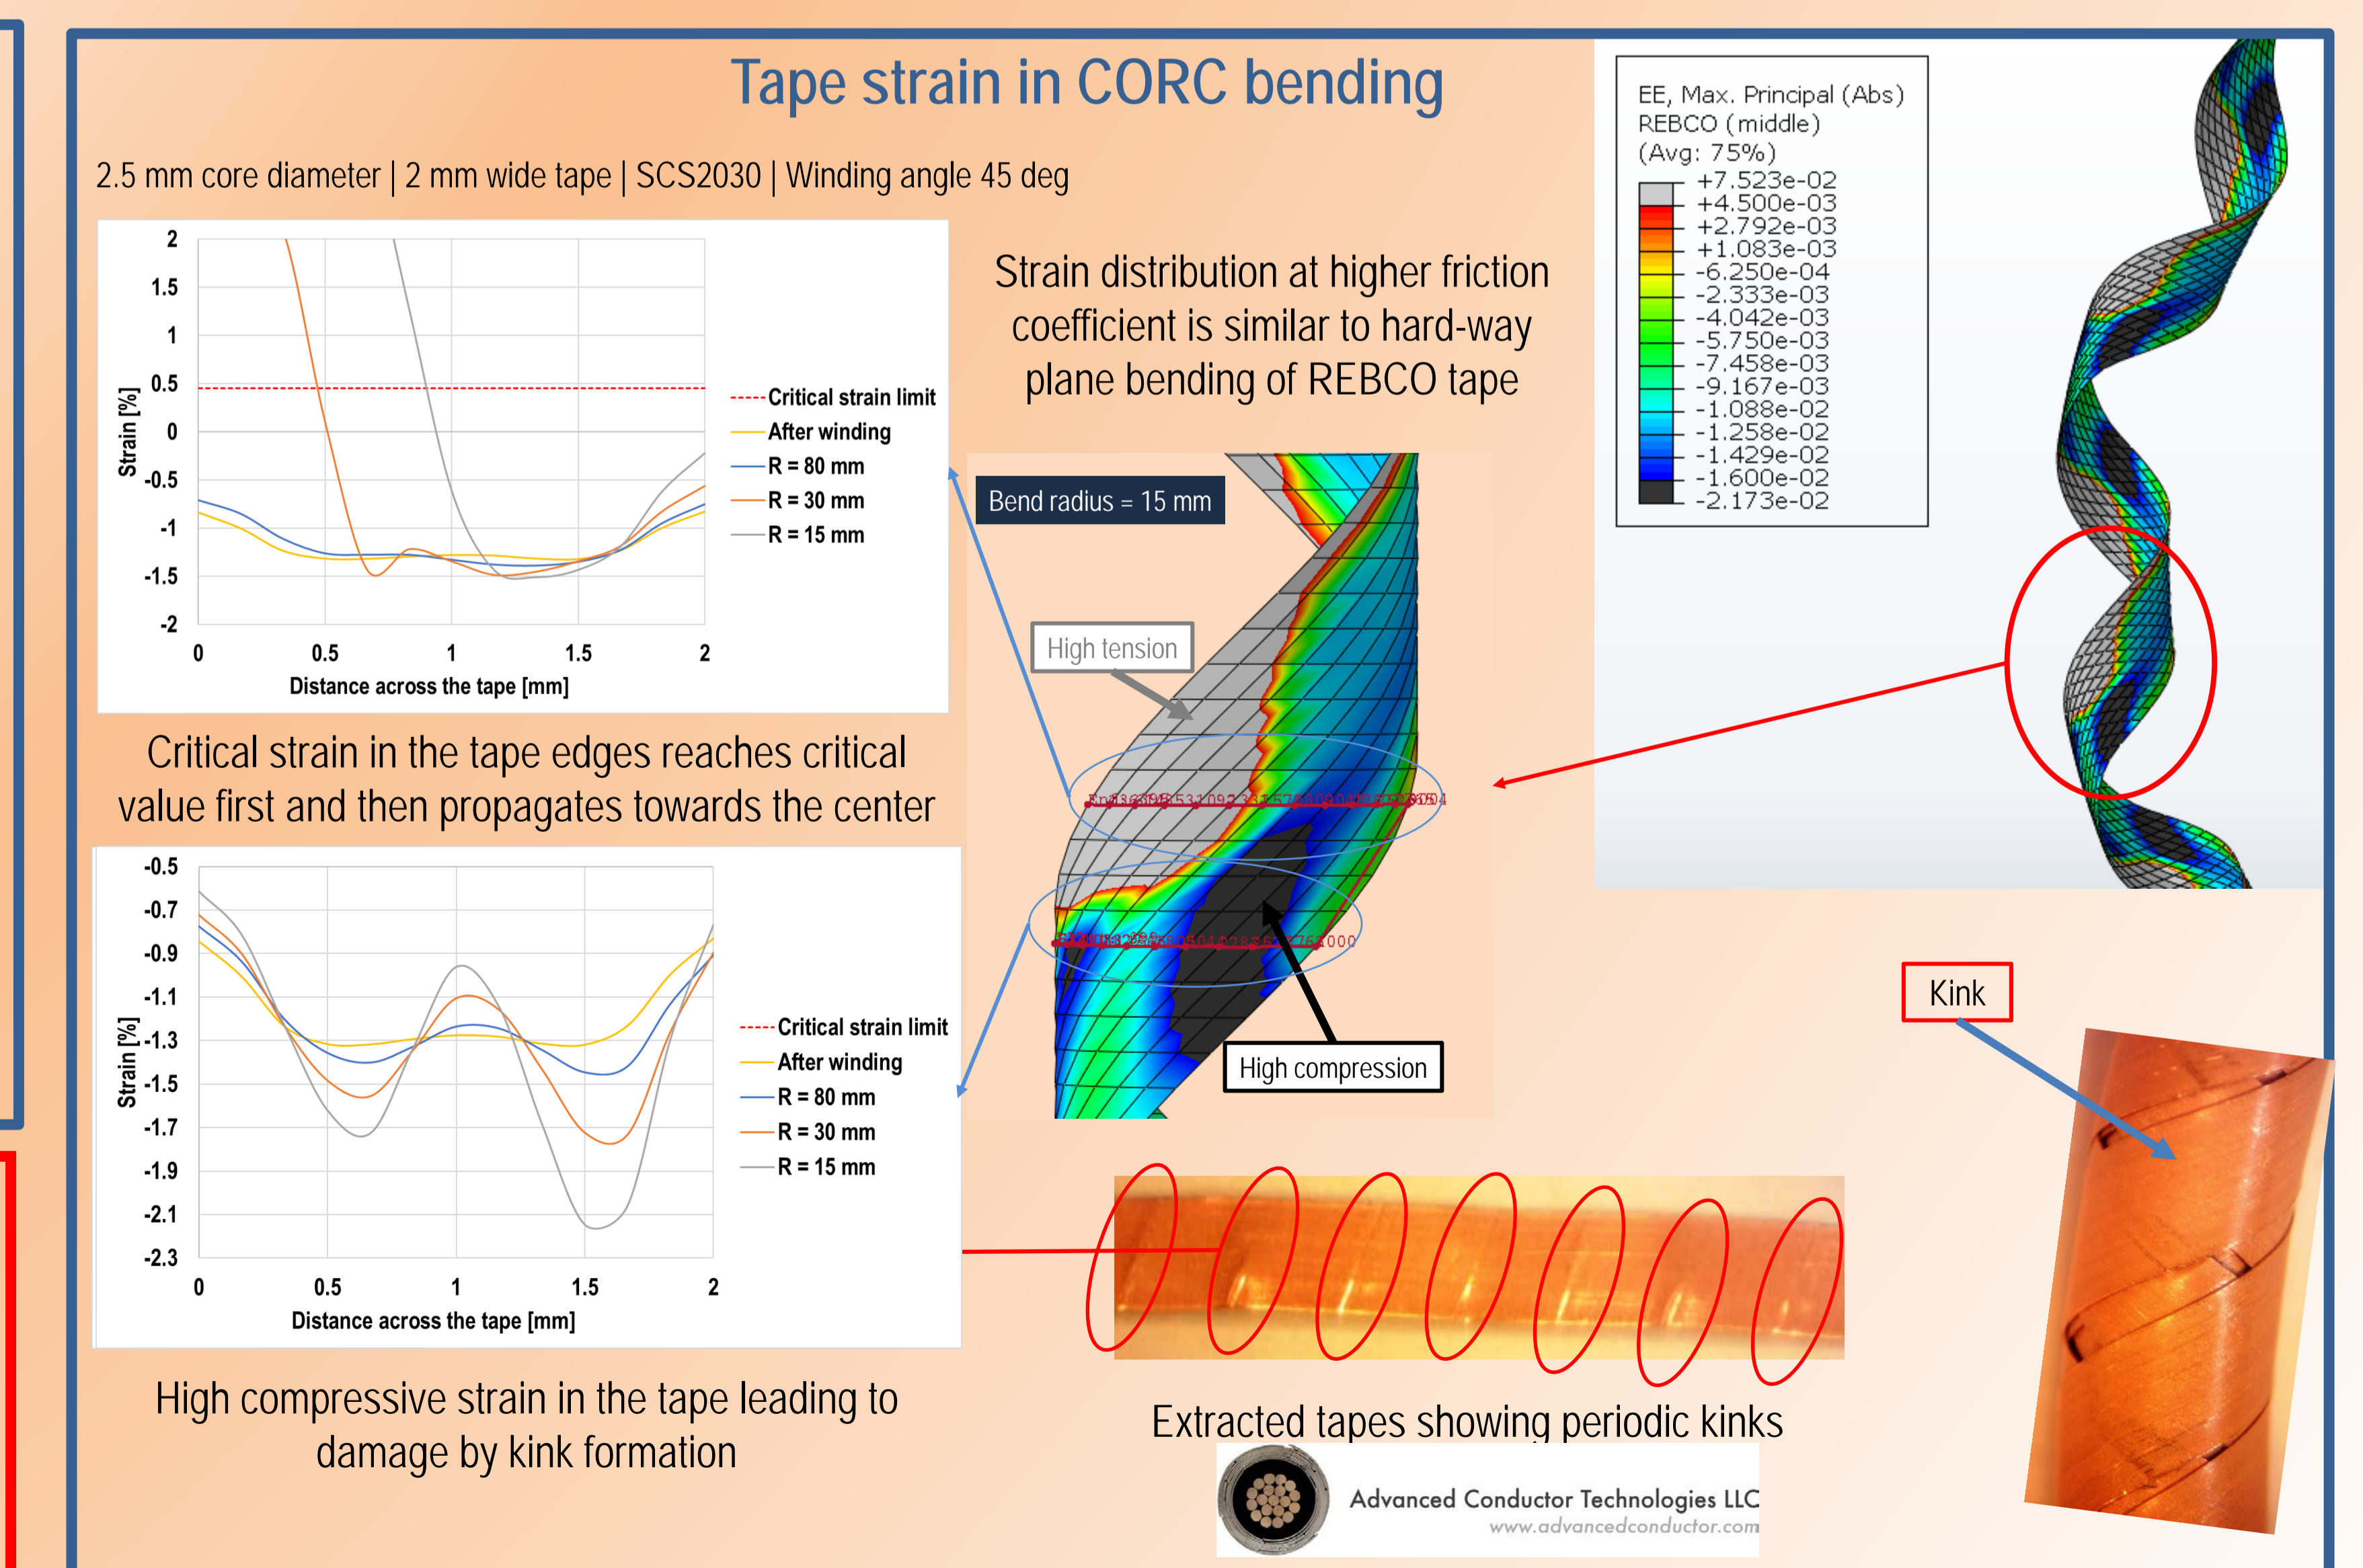 Tape strain in CORC bending
2.5 mm core diameter | 2 mm wide tape | SCS2030 | Winding angle 45 deg
2
1.5
1
0.5
0
-0.5
-1
-1.5
-2
Strain [%]
0 0.5 1 1.5 2
Distance across the tape [mm]
Critical strain limit
After winding
R = 80 mm
R = 30 mm
R = 15 mm
Critical strain in the tape edges reaches critical
value first and then propagates towards the center
-0.5
-0.7
-0.9
-1.1
-1.3
-1.5
-1.7
-1.9
-2.1
-2.3
Strain [%]
0 0.5 1 1.5 2
Distance across the tape [mm]
Critical strain limit
After winding
R = 80 mm
R = 30 mm
R = 15 mm
High compressive strain in the tape leading to
damage by kink formation
Strain distribution at higher friction
coefficient is similar to hard-way
plane bending of REBCO tape
Bend radius = 15 mm
High tension
High compression
EE, Max. Principal (Abs)
REBCO (middle)
(Avg: 75%)
+7.523e-02
+4.500e-03
+2.792e-03
+1.083e-03
-6.250e-04
-2.333e-03
-4.042e-03
-5.750e-03
-7.458e-03
-9.167e-03
-1.088e-02
-1.258e-02
-1.429e-02
-1.600e-02
-2.173e-02
Kink
Extracted tapes showing periodic kinks
Advanced Conductor Technologies LLC
www.advancedconductor.com